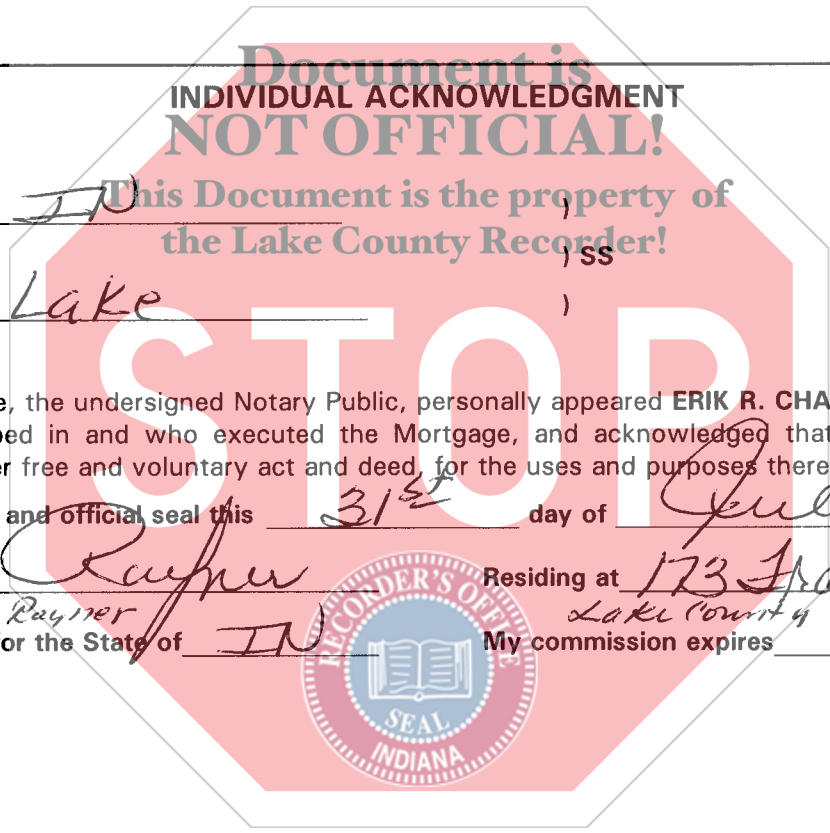 Document is
INDIVIDUAL ACKNOWLEDGMENT
NOT OFFICIAL!
This Document is the property of
IN )
the Lake County Recorder!
) SS
Lake )
STOP
e, the undersigned Notary Public, personally appeared ERIK R. CHA
bed in and who executed the Mortgage, and acknowledged that
er free and voluntary act and deed, for the uses and purposes there
and official seal this 31st day of
Rayner Residing at 173
Rayner Lake County
or the State of IN My commission expires
RECORDER'S OFFICE
SEAL
INDIANA